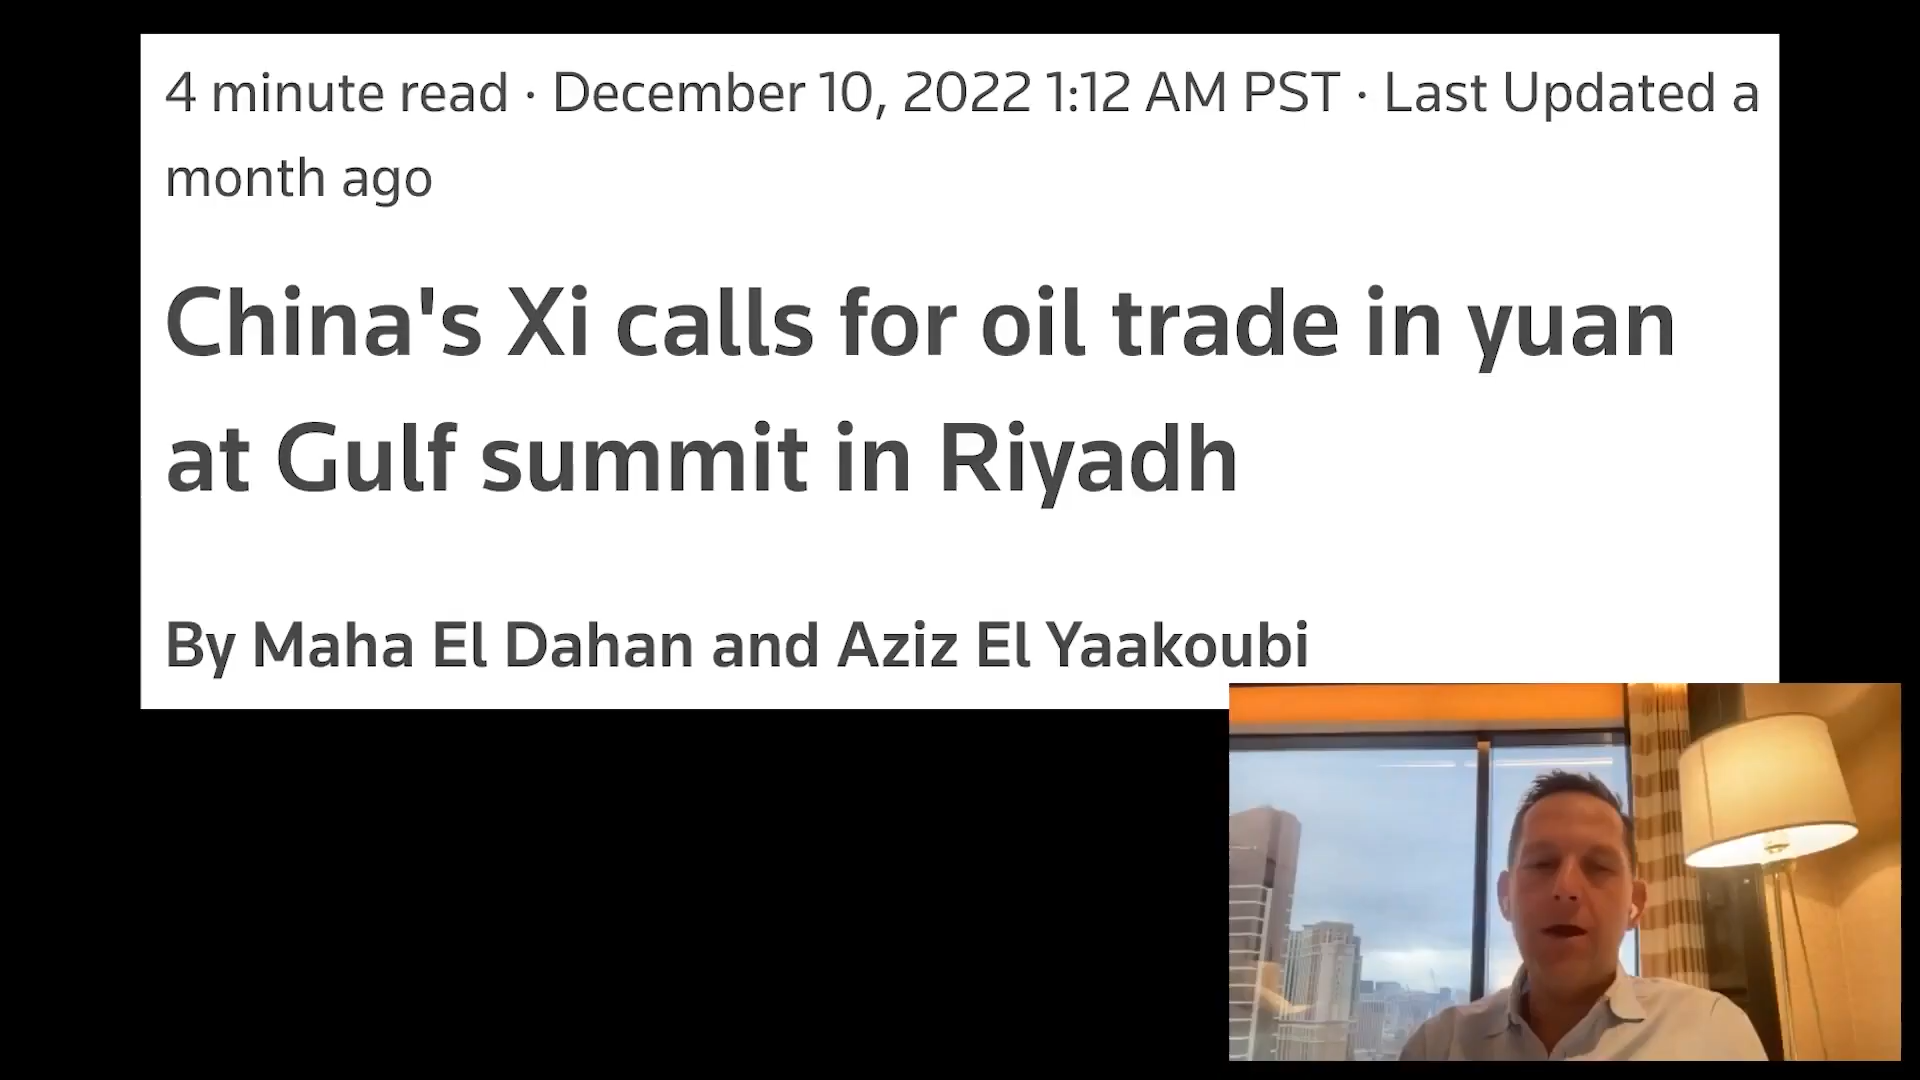 4 minute read · December 10, 2022 1:12 AM PST · Last Updated a
month ago
China's Xi calls for oil trade in yuan
at Gulf summit in Riyadh
By Maha El Dahan and Aziz El Yaakoubi